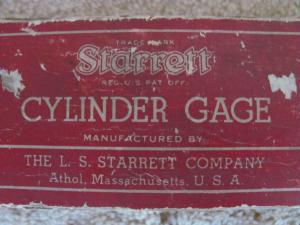 TRADE MARK
Starrett
REG. U.S. PAT. OFF.
CYLINDER GAGE
MANUFACTURED BY
THE L. S. STARRETT COMPANY
Athol, Massachusetts, U. S. A.